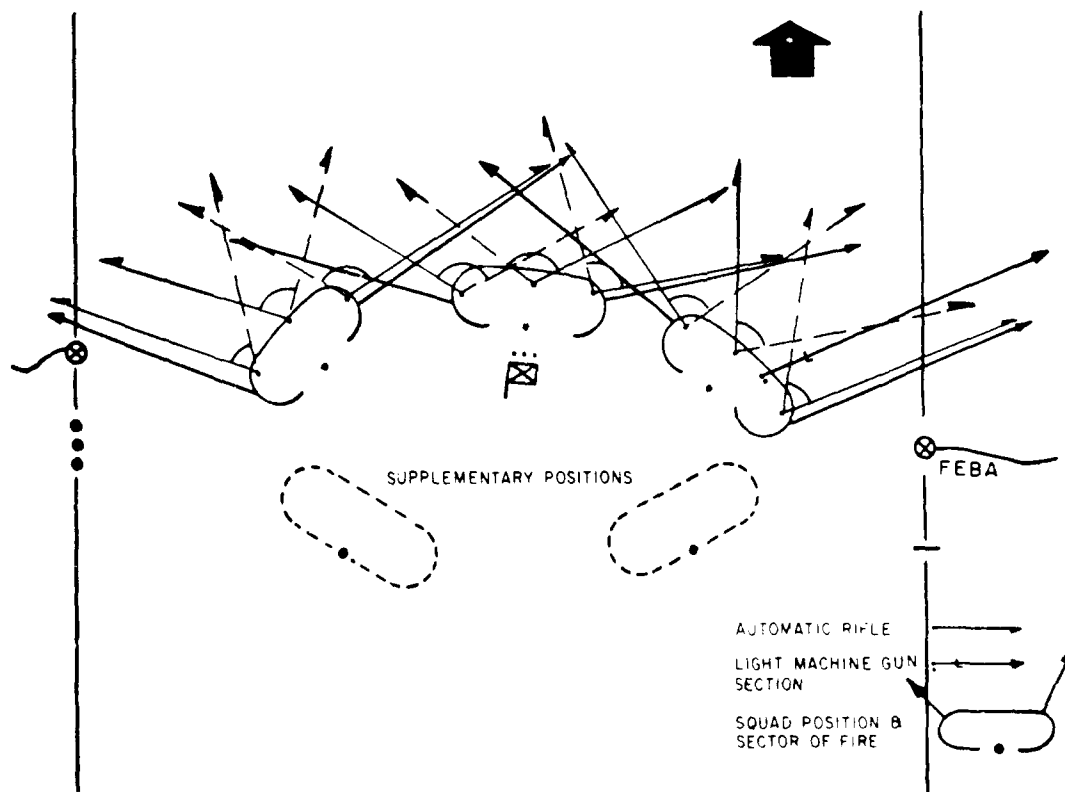 SUPPLEMENTARY POSITIONS
FEBA
AUTOMATIC RIFLE
LIGHT MACHINE GUN
SECTION
SQUAD POSITION &
SECTOR OF FIRE